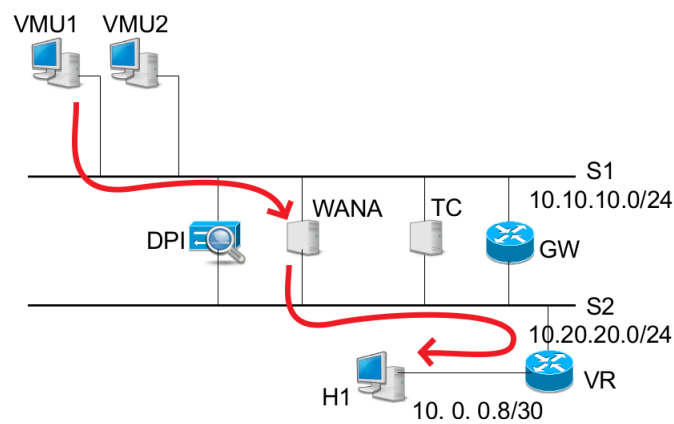 VMU1 VMU2
S1
10.10.10.0/24
WANA
TC
DPI
GW
S2
10.20.20.0/24
H1
VR
10. 0. 0.8/30